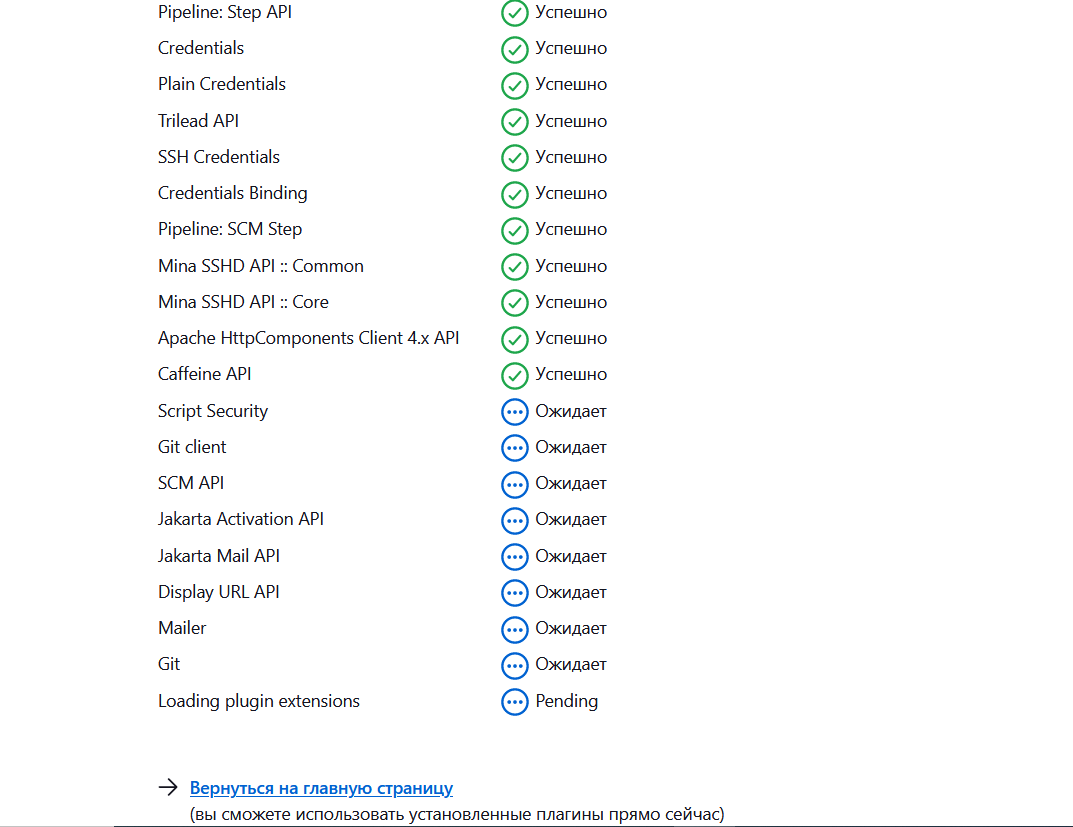 Pipeline: Step API Успешно
Credentials Успешно
Plain Credentials Успешно
Trilead API Успешно
SSH Credentials Успешно
Credentials Binding Успешно
Pipeline: SCM Step Успешно
Mina SSHD API :: Common Успешно
Mina SSHD API :: Core Успешно
Apache HttpComponents Client 4.x API Успешно
Caffeine API Успешно
Script Security Ожидает
Git client Ожидает
SCM API Ожидает
Jakarta Activation API Ожидает
Jakarta Mail API Ожидает
Display URL API Ожидает
Mailer Ожидает
Git Ожидает
Loading plugin extensions Pending
Вернуться на главную страницу
(вы сможете использовать установленные плагины прямо сейчас)